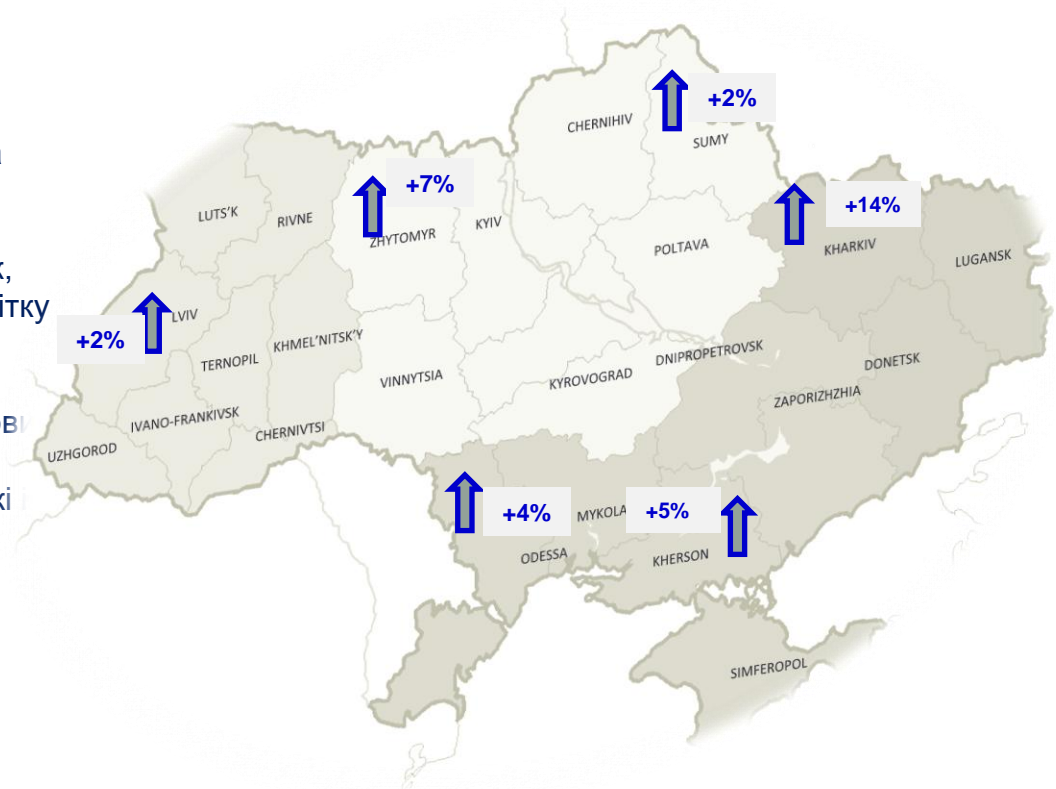 +2%
CHERNIHIV
SUMY
+7%
+14%
LUTS'K
RIVNE
ZHYTOMYR
KYIV
POLTAVA
KHARKIV
LUGANSK
ітку
LVIV
+2%
TERNOPIL
KHMEL'NITSK'Y
VINNYTSIA
KYROVOGRAD
DNIPROPETROVSK
DONETSK
ZAPORIZHZHIA
IVANO-FRANKIVSK
CHERNIVTSI
UZHGOROD
+4%
MYKOLA
+5%
ODESSA
KHERSON
SIMFEROPOL